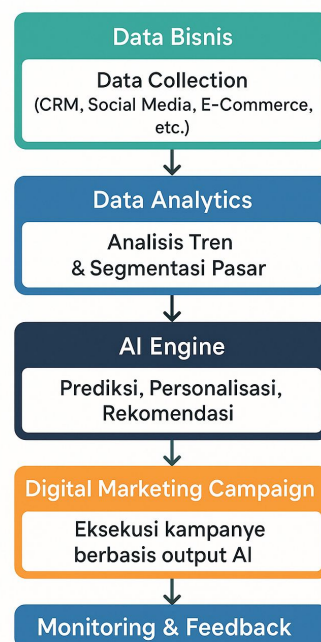 Data Bisnis
Data Collection
(CRM, Social Media, E-Commerce,
etc.)
Data Analytics
Analisis Tren
& Segmentasi Pasar
AI Engine
Prediksi, Personalisasi,
Rekomendasi
Digital Marketing Campaign
Eksekusi kampanye
berbasis output AI
Monitoring & Feedback